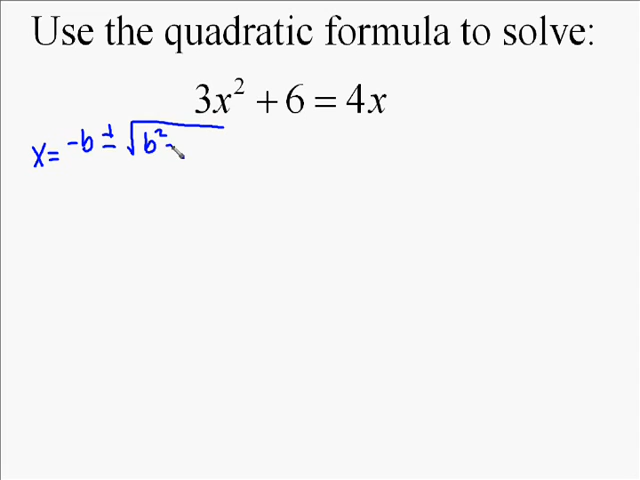 Use the quadratic formula to solve:
3x² + 6 = 4x
x = -b ± √b² -